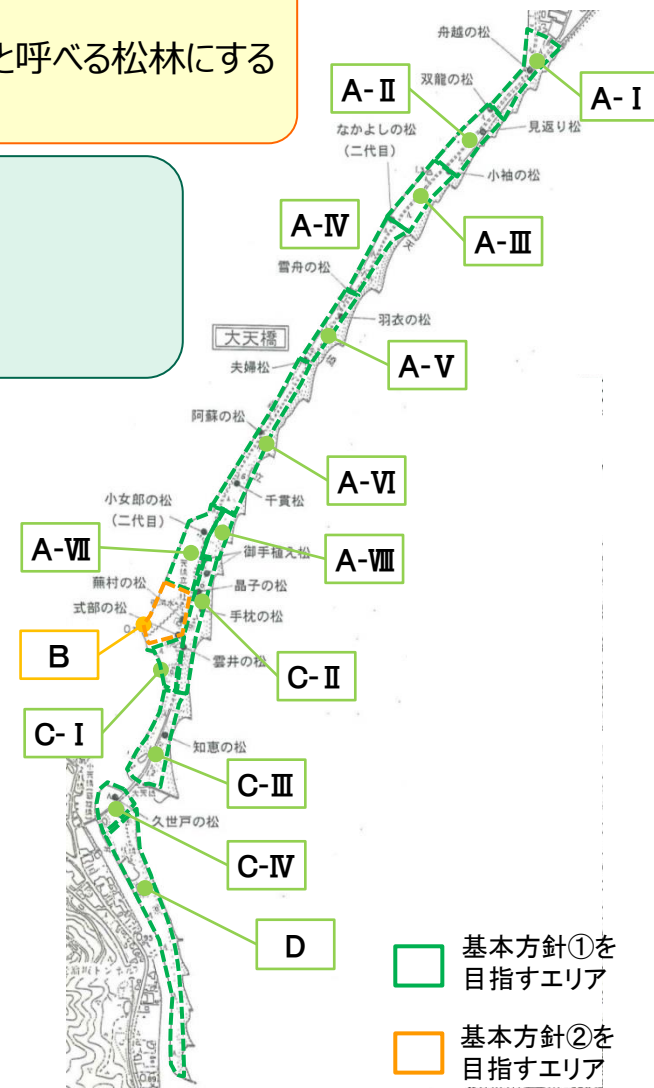 と呼べる松林にする
舟越の松
A-Ⅰ
双龍の松
A-Ⅱ
見返り松
なかよしの松
(二代目)
小袖の松
A-Ⅲ
A-Ⅳ
雪舟の松
羽衣の松
大天橋
夫婦松
A-Ⅴ
阿蘇の松
A-Ⅵ
千貫松
小女郎の松
(二代目)
A-Ⅶ
A-Ⅷ
御手植え松
蕪村の松
晶子の松
式部の松
手枕の松
B
雲井の松
C-Ⅱ
C-Ⅰ
知恵の松
C-Ⅲ
久世戸の松
C-Ⅳ
D
基本方針①を
目指すエリア
基本方針②を
目指すエリア